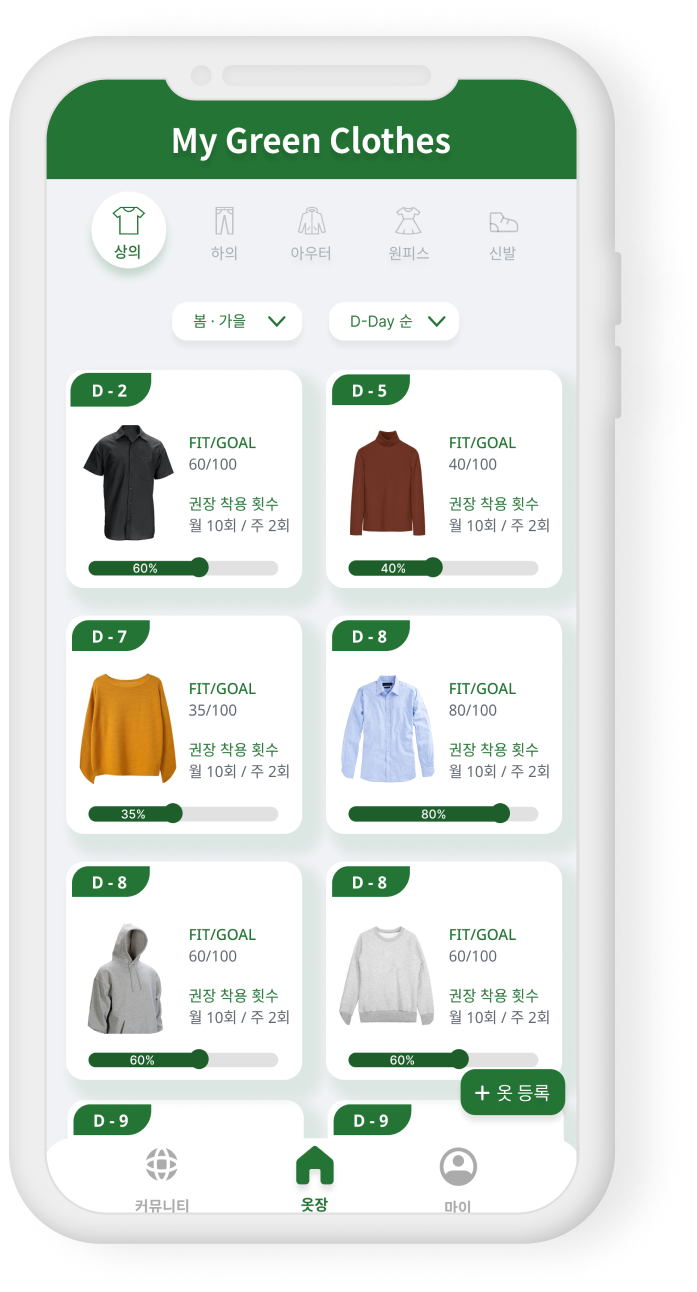 My Green Clothes
상의
하의
아우터
원피스
신발
봄 · 가을
D-Day 순
D - 2
FIT/GOAL
60/100
권장 착용 횟수
월 10회 / 주 2회
60%
D - 5
FIT/GOAL
40/100
권장 착용 횟수
월 10회 / 주 2회
40%
D - 7
FIT/GOAL
35/100
권장 착용 횟수
월 10회 / 주 2회
35%
D - 8
FIT/GOAL
80/100
권장 착용 횟수
월 10회 / 주 2회
80%
D - 8
FIT/GOAL
60/100
권장 착용 횟수
월 10회 / 주 2회
60%
D - 8
FIT/GOAL
60/100
권장 착용 횟수
월 10회 / 주 2회
60%
+ 옷 등록
D - 9
D - 9
커뮤니티
옷장
마이